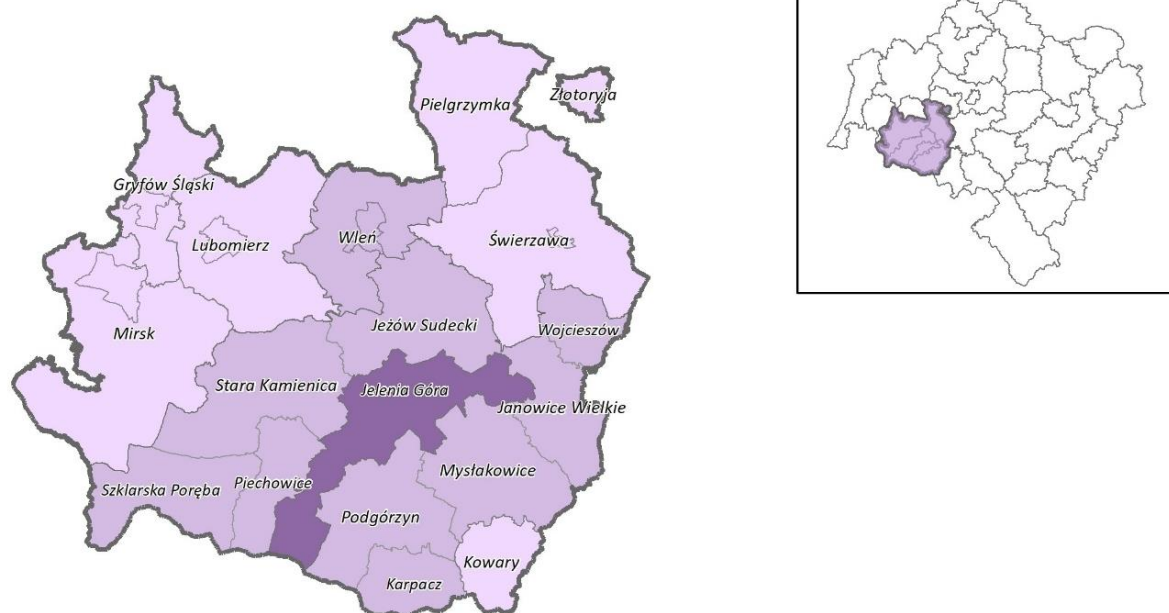 Złotoryja
Pielgrzymka
Gryfów Śląski
Wleń
Lubomierz
Świerzawa
Jeżów Sudecki
Wojcieszów
Mirsk
Stara Kamienica
Jelenia Góra
Janowice Wielkie
Mysłakowice
Piechowice
Szklarska Poręba
Podgórzyn
Kowary
Karpacz